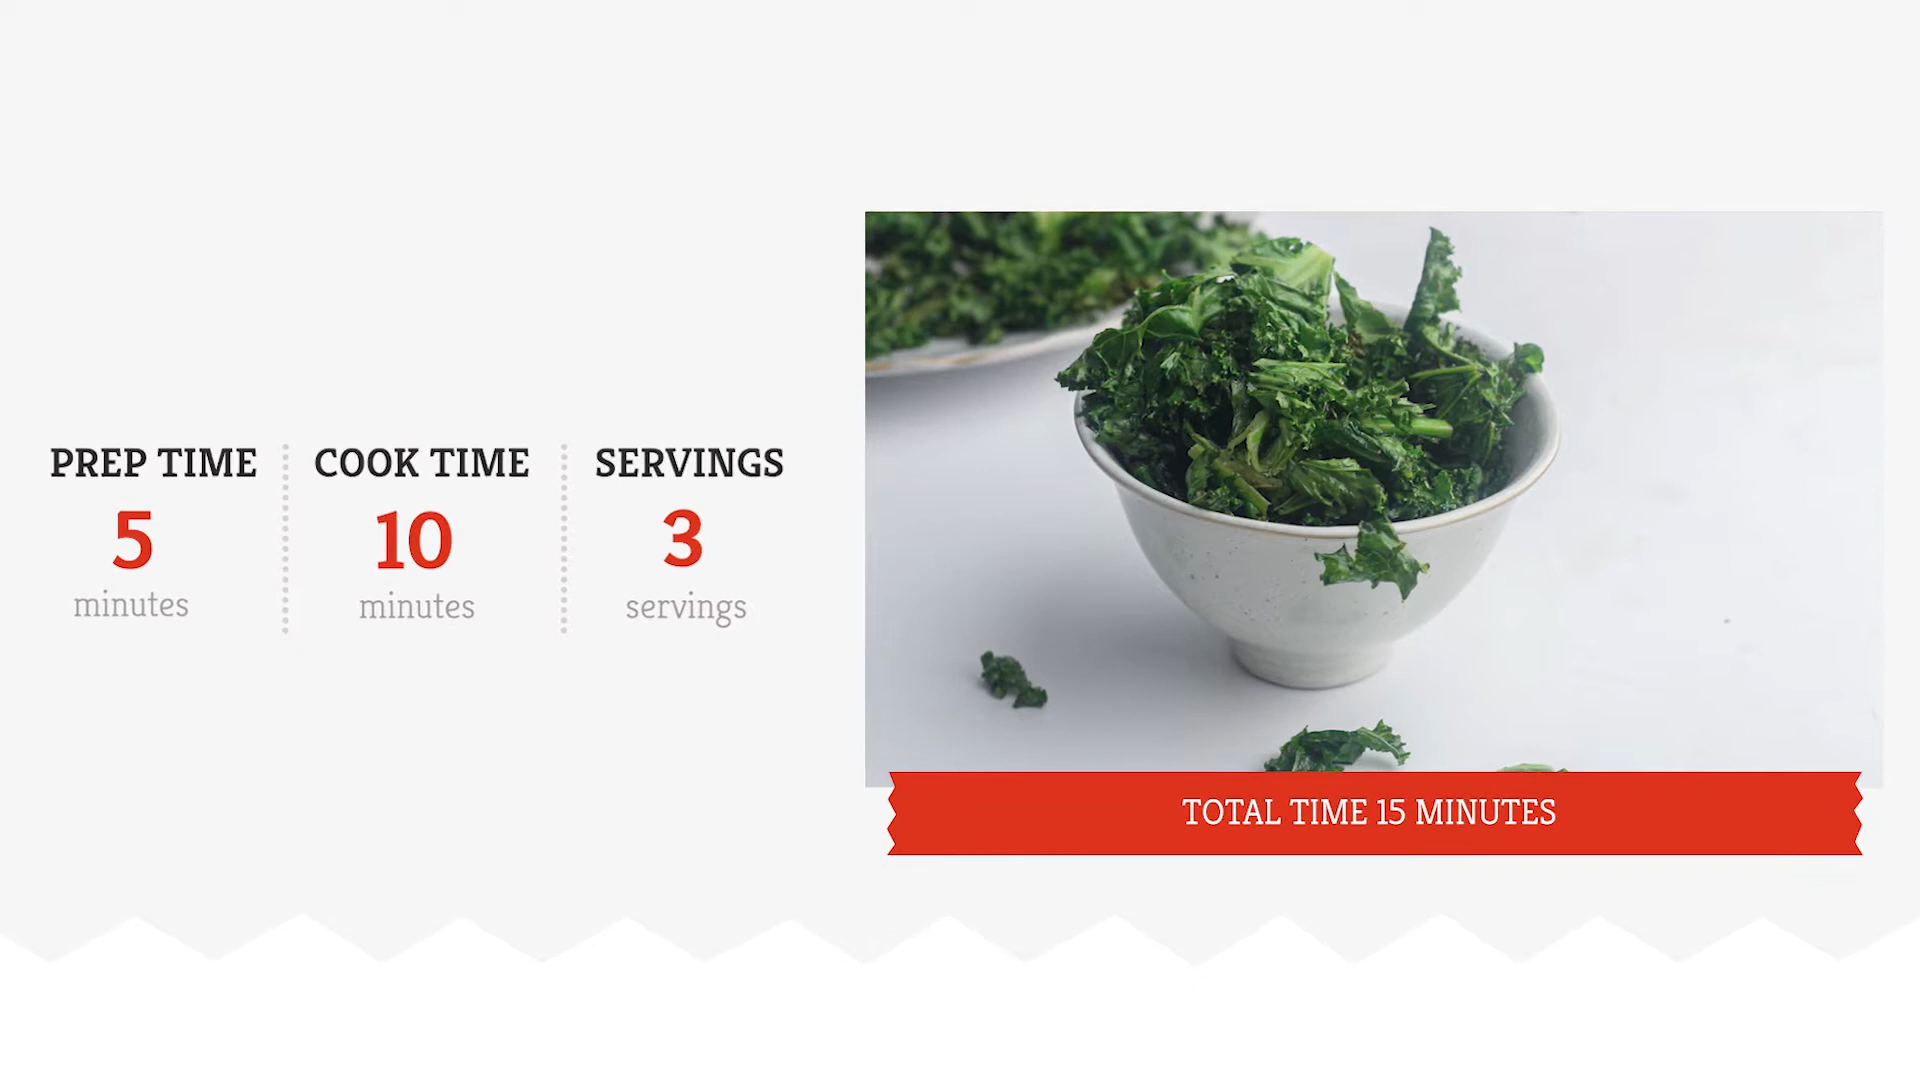 PREP TIME
5
minutes
COOK TIME
10
minutes
SERVINGS
3
servings
TOTAL TIME 15 MINUTES